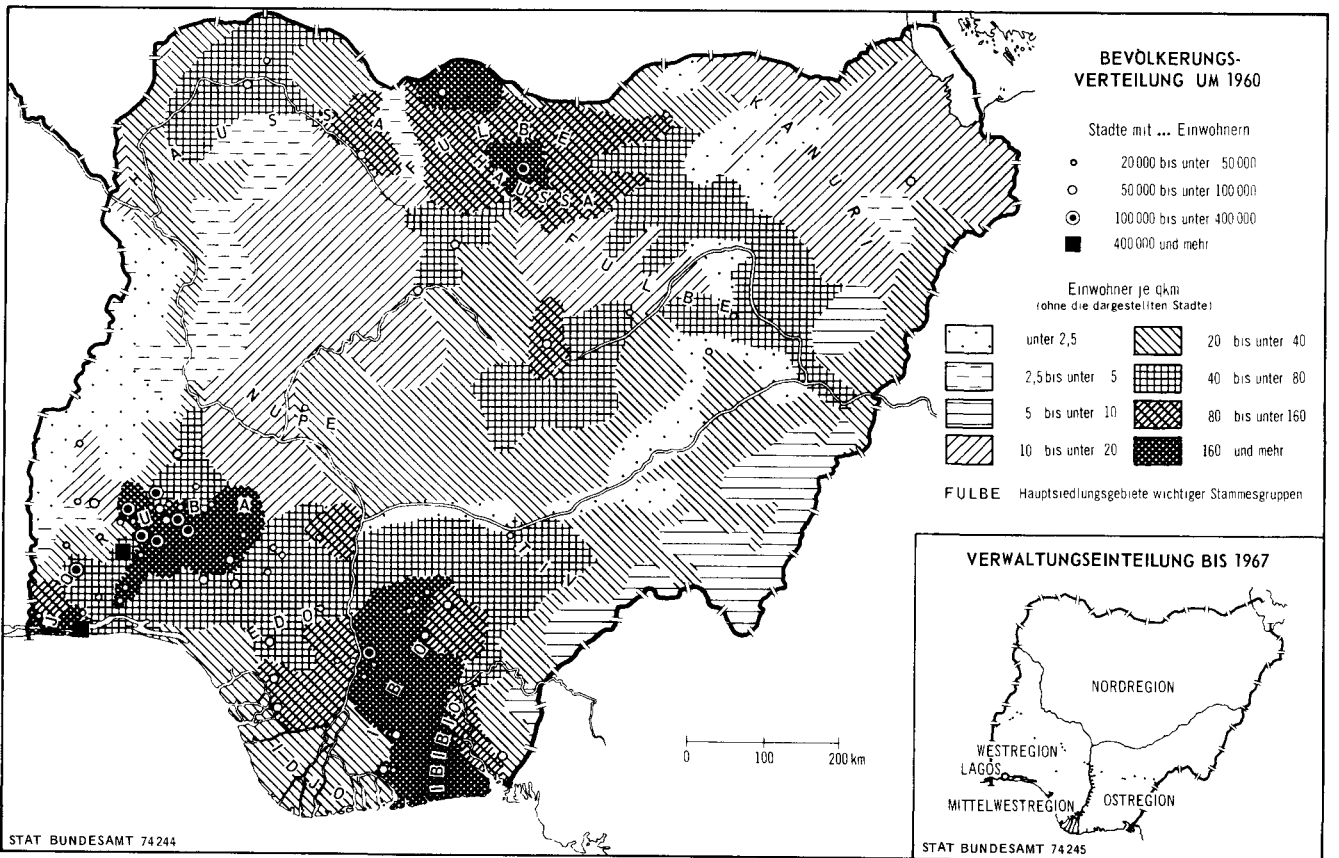 BEVÖLKERUNGS-
VERTEILUNG UM 1960
Stadte mit ... Einwohnern
20 000 bis unter 50 000
50 000 bis unter 100 000
100 000 bis unter 400 000
400 000 und mehr
Einwohner je qkm
(ohne die dargestellten Stadte)
unter 2,5
2,5 bis unter 5
5 bis unter 10
10 bis unter 20
20 bis unter 40
40 bis unter 80
80 bis unter 160
160 und mehr
FULBE Hauptsiedlungsgebiete wichtiger Stammesgruppen
HAUSSA
FULBE
HAUSSA
KANURI
FULBE
NUPE
JORUBA
EDO
TIV
IBO
IBIBIO
IDJO
0 100 200 km
STAT BUNDESAMT 74244
VERWALTUNGSEINTEILUNG BIS 1967
NORDREGION
WESTREGION
LAGOS
MITTELWESTREGION
OSTREGION
STAT BUNDESAMT 74245